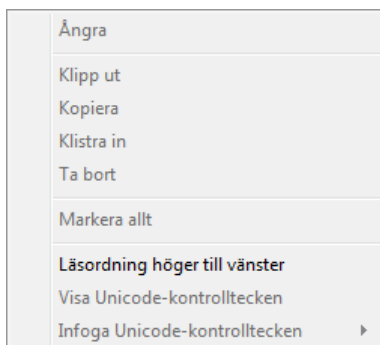 Ångra
Klipp ut
Kopiera
Klistra in
Ta bort
Markera allt
Läsordning höger till vänster
Visa Unicode-kontrolltecken
Infoga Unicode-kontrolltecken